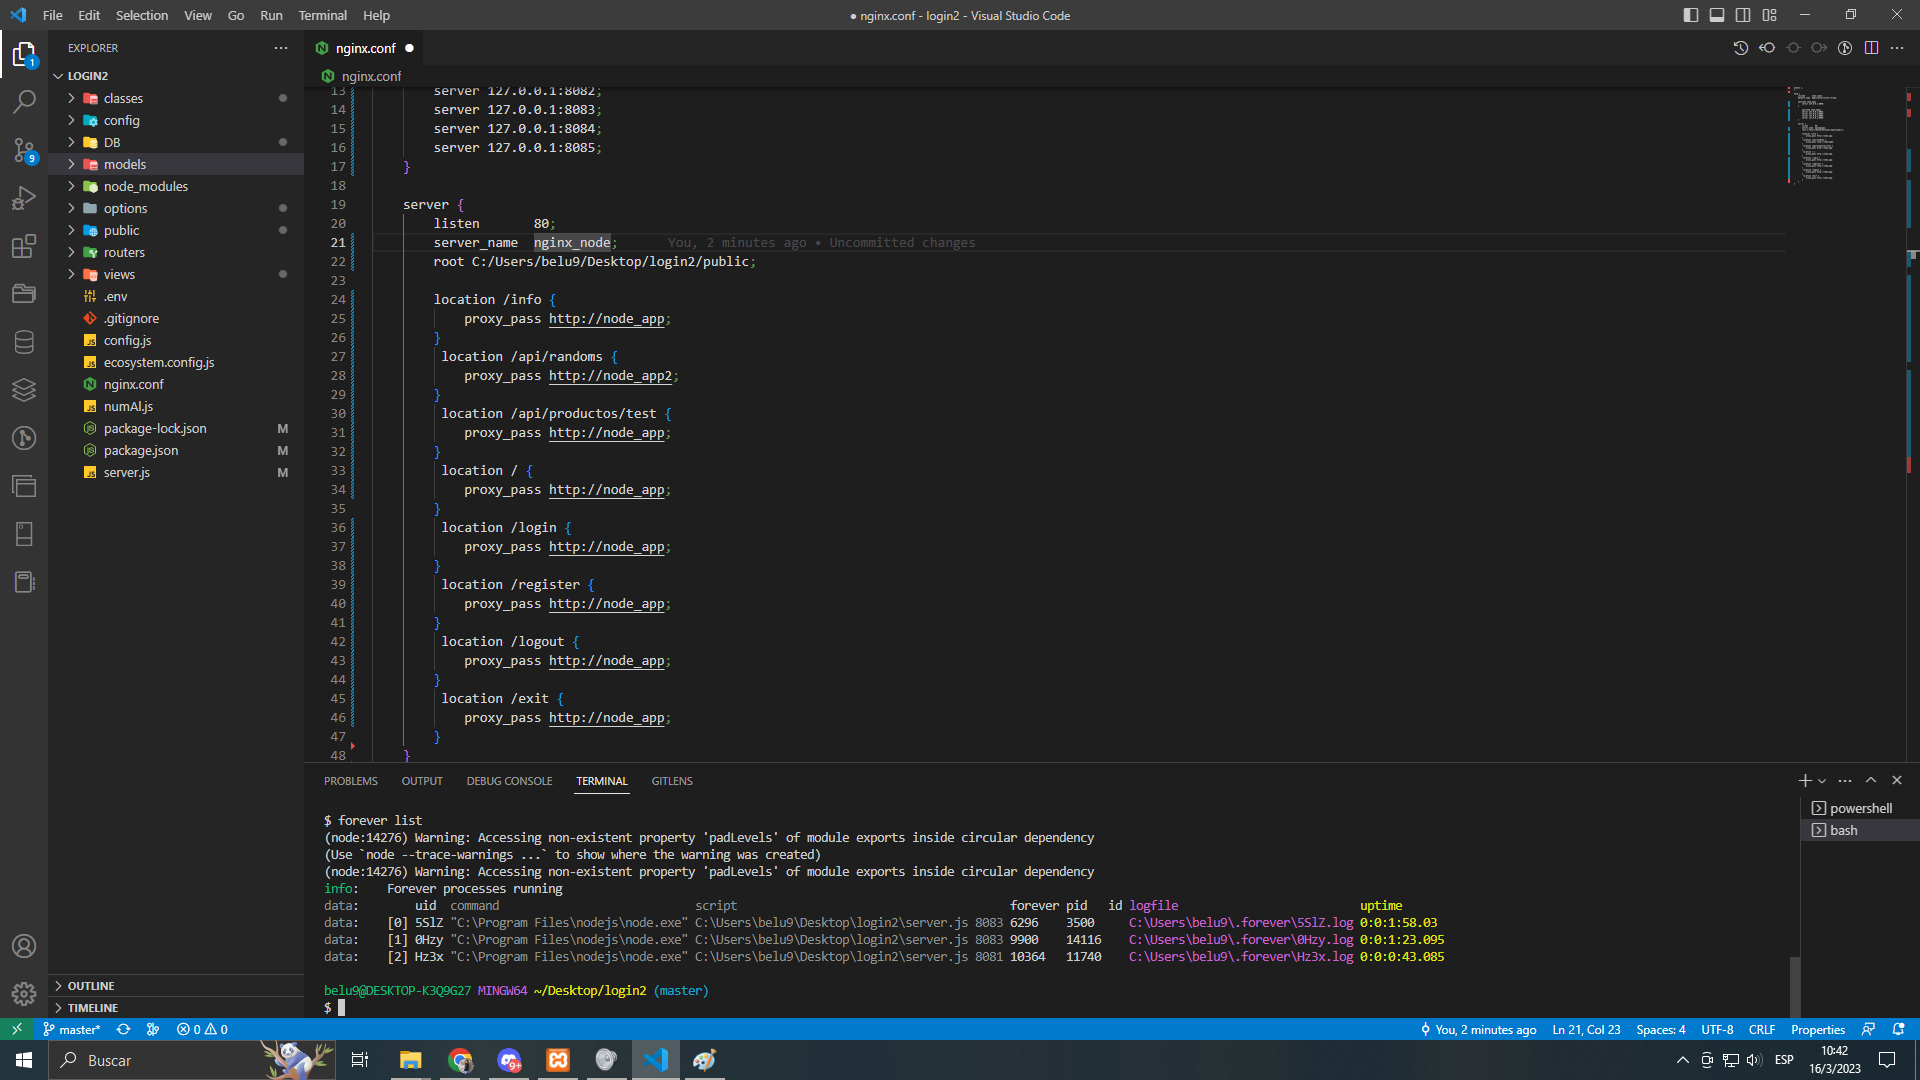 File Edit Selection View Go Run Terminal Help
● nginx.conf - login2 - Visual Studio Code
EXPLORER
nginx.conf
1
LOGIN2
nginx.conf
classes
config
DB
models
node_modules
options
public
routers
views
.env
.gitignore
config.js
ecosystem.config.js
nginx.conf
numAl.js
package-lock.json M
package.json M
server.js M
9
OUTLINE
TIMELINE
13 server 127.0.0.1:8082;
14 server 127.0.0.1:8083;
15 server 127.0.0.1:8084;
16 server 127.0.0.1:8085;
17 }
18
19 server {
20 listen 80;
21 server_name nginx_node; You, 2 minutes ago • Uncommitted changes
22 root C:/Users/belu9/Desktop/login2/public;
23
24 location /info {
25 proxy_pass http://node_app;
26 }
27 location /api/randoms {
28 proxy_pass http://node_app2;
29 }
30 location /api/productos/test {
31 proxy_pass http://node_app;
32 }
33 location / {
34 proxy_pass http://node_app;
35 }
36 location /login {
37 proxy_pass http://node_app;
38 }
39 location /register {
40 proxy_pass http://node_app;
41 }
42 location /logout {
43 proxy_pass http://node_app;
44 }
45 location /exit {
46 proxy_pass http://node_app;
47 }
48 }
PROBLEMS OUTPUT DEBUG CONSOLE TERMINAL GITLENS
powershell
bash
$ forever list
(node:14276) Warning: Accessing non-existent property 'padLevels' of module exports inside circular dependency
(Use `node --trace-warnings ...` to show where the warning was created)
(node:14276) Warning: Accessing non-existent property 'padLevels' of module exports inside circular dependency
info: Forever processes running
data: uid command script forever pid id logfile uptime
data: [0] 5SlZ "C:\Program Files\nodejs\node.exe" C:\Users\belu9\Desktop\login2\server.js 8083 6296 3500 C:\Users\belu9\.forever\5SlZ.log 0:0:1:58.03
data: [1] 0Hzy "C:\Program Files\nodejs\node.exe" C:\Users\belu9\Desktop\login2\server.js 8083 9900 14116 C:\Users\belu9\.forever\0Hzy.log 0:0:1:23.095
data: [2] Hz3x "C:\Program Files\nodejs\node.exe" C:\Users\belu9\Desktop\login2\server.js 8081 10364 11740 C:\Users\belu9\.forever\Hz3x.log 0:0:0:43.085
belu9@DESKTOP-K3Q9G27 MINGW64 ~/Desktop/login2 (master)
$
master* 0 0 You, 2 minutes ago Ln 21, Col 23 Spaces: 4 UTF-8 CRLF Properties
Buscar 9+ ESP 10:42
16/3/2023